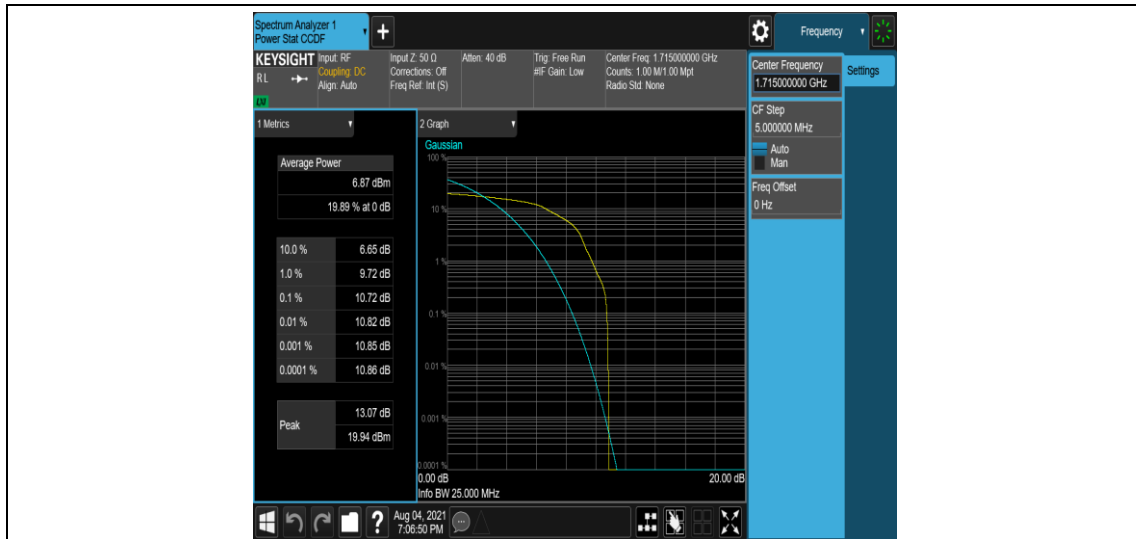 Spectrum Analyzer 1
Power Stat CCDF
+
Frequency
KEYSIGHT
RL
Input: RF
Coupling: DC
Align: Auto
Input Z: 50 Ω
Corrections: Off
Freq Ref: Int (S)
Atten: 40 dB
Trig: Free Run
#IF Gain: Low
Center Freq: 1.715000000 GHz
Counts: 1.00 M/1.00 Mpt
Radio Std: None
Center Frequency
1.715000000 GHz
Settings
CF Step
5.000000 MHz
Auto
Man
Freq Offset
0 Hz
1 Metrics
Average Power
6.87 dBm
19.89 % at 0 dB
10.0 % 6.65 dB
1.0 % 9.72 dB
0.1 % 10.72 dB
0.01 % 10.82 dB
0.001 % 10.85 dB
0.0001 % 10.86 dB
Peak
13.07 dB
19.94 dBm
2 Graph
Gaussian
100 %
10 %
1 %
0.1 %
0.01 %
0.001 %
0.0001 %
0.00 dB 20.00 dB
Info BW 25.000 MHz
?
Aug 04, 2021
7:06:50 PM